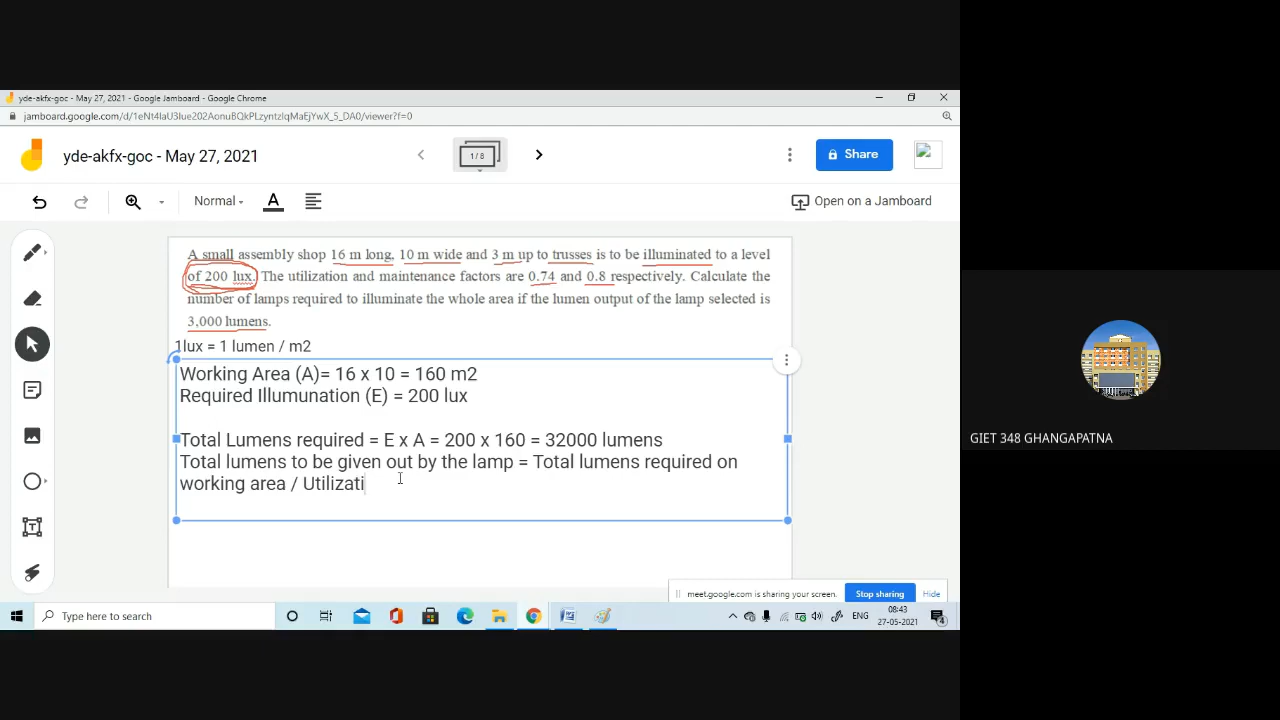 yde-akfx-goc - May 27, 2021 - Google Jamboard - Google Chrome
yde-akfx-goc - May 27, 2021
1/8
Share
Normal
A
Open on a Jamboard
A small assembly shop 16 m long, 10 m wide and 3 m up to trusses is to be illuminated to a level
of 200 lux. The utilization and maintenance factors are 0.74 and 0.8 respectively. Calculate the
number of lamps required to illuminate the whole area if the lumen output of the lamp selected is
3,000 lumens.
1lux = 1 lumen / m2
Working Area (A)= 16 x 10 = 160 m2
Required Illumunation (E) = 200 lux
Total Lumens required = E x A = 200 x 160 = 32000 lumens
Total lumens to be given out by the lamp = Total lumens required on
working area / Utilizati
GIET 348 GHANGAPATNA
meet.google.com is sharing your screen.
Stop sharing
Hide
Type here to search
ENG
08:43
27-05-2021